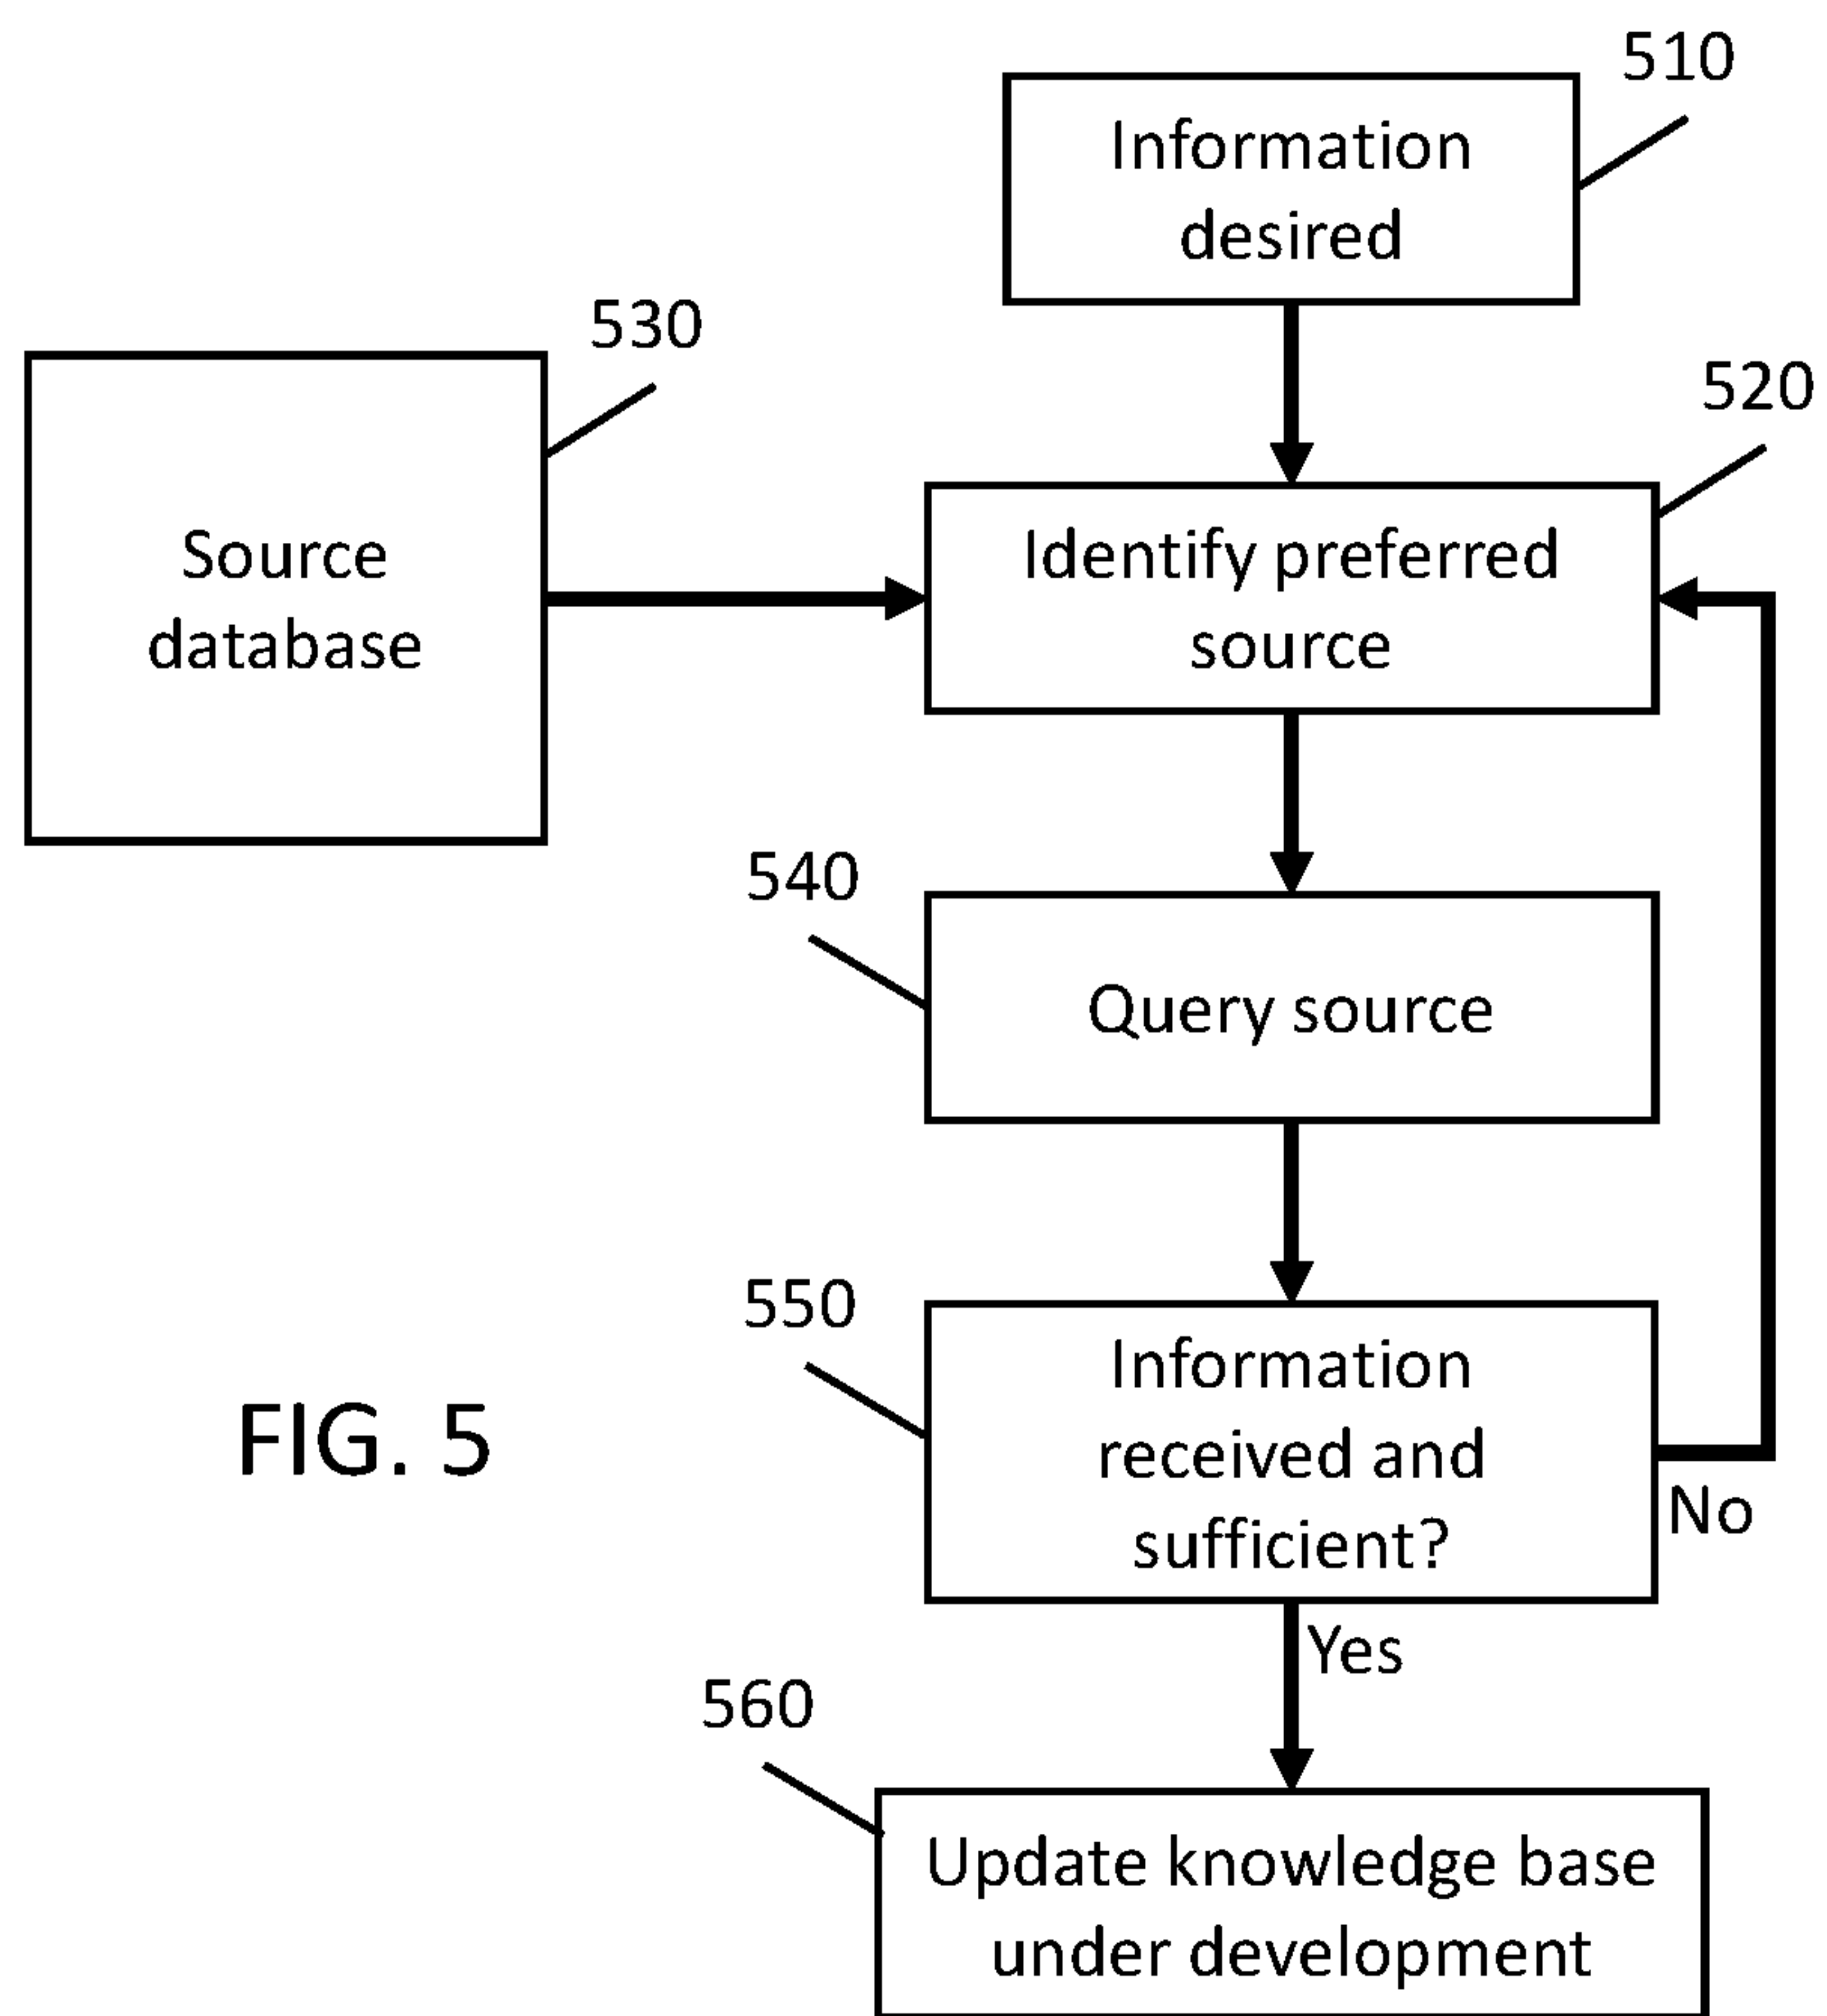 510
Information
desired
530
520
Source
database
Identify preferred
source
540
Query source
550
Information
received and
sufficient?
FIG. 5
No
Yes
560
Update knowledge base
under development